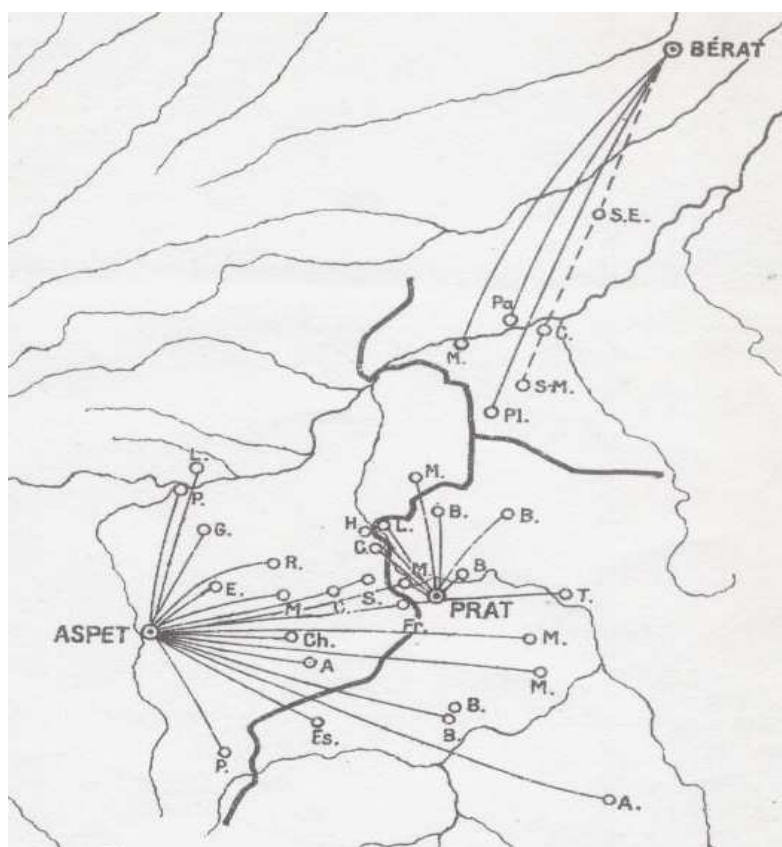 BÉRAT
S.E.
Pa
C.
M.
S-M.
Pl.
L.
M.
P.
B.
B.
G.
H.
L.
C.
R.
M.
B.
E.
S.
M.
C.
PRAT
T.
Fr.
ASPET
Ch.
M.
A
M.
B.
B.
Es.
P.
A.